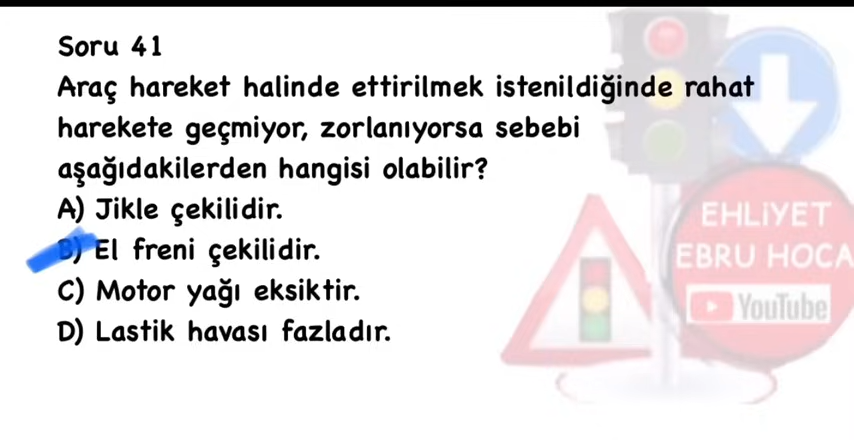 Soru 41
Araç hareket halinde ettirilmek istenildiğinde rahat
harekete geçmiyor, zorlanıyorsa sebebi
aşağıdakilerden hangisi olabilir?
A) Jikle çekilidir.
B) El freni çekilidir.
C) Motor yağı eksiktir.
D) Lastik havası fazladır.
EHLİYET
EBRU HOCA
YouTube